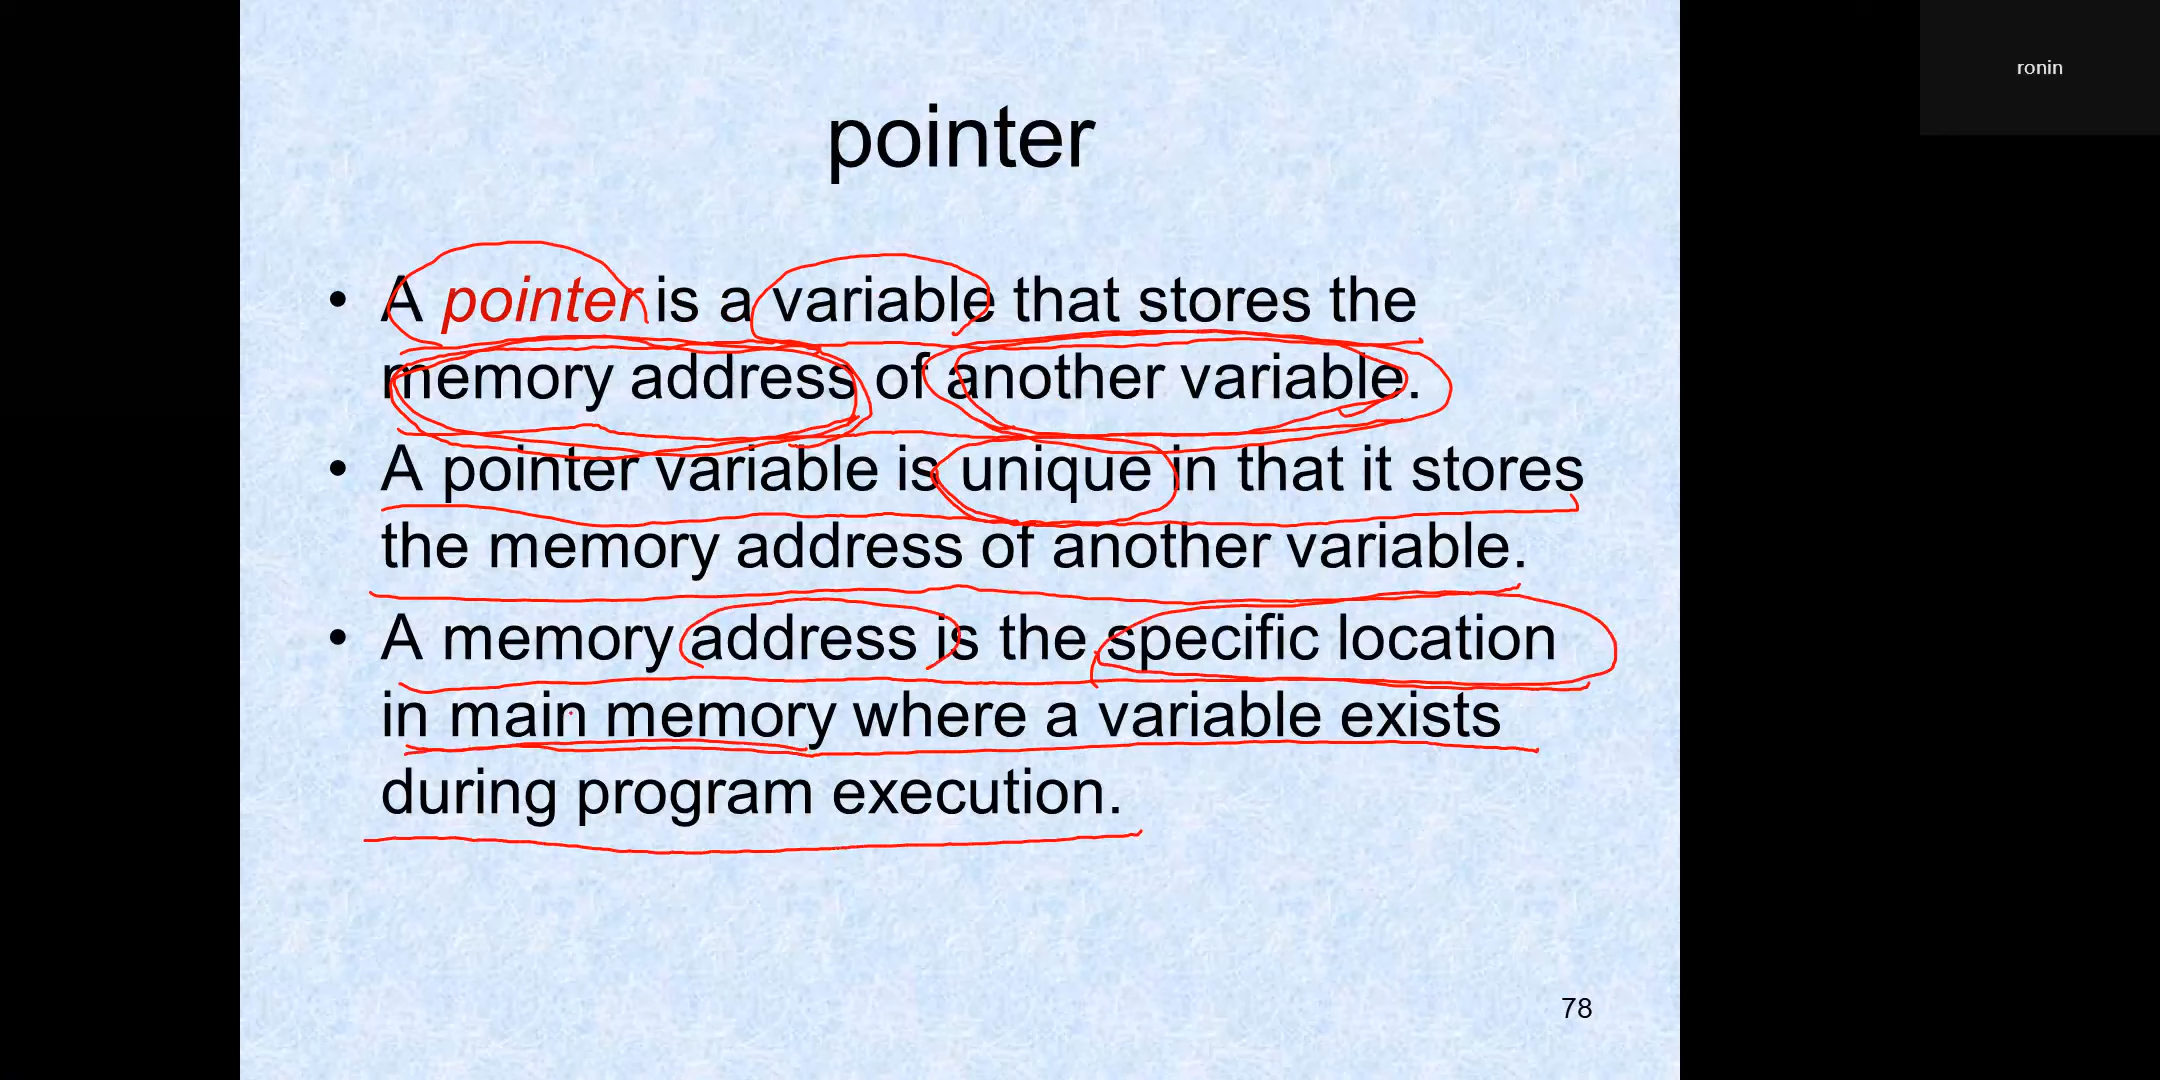 ronin
pointer
• A pointer is a variable that stores the
memory address of another variable.
• A pointer variable is unique in that it stores
the memory address of another variable.
• A memory address is the specific location
in main memory where a variable exists
during program execution.
78